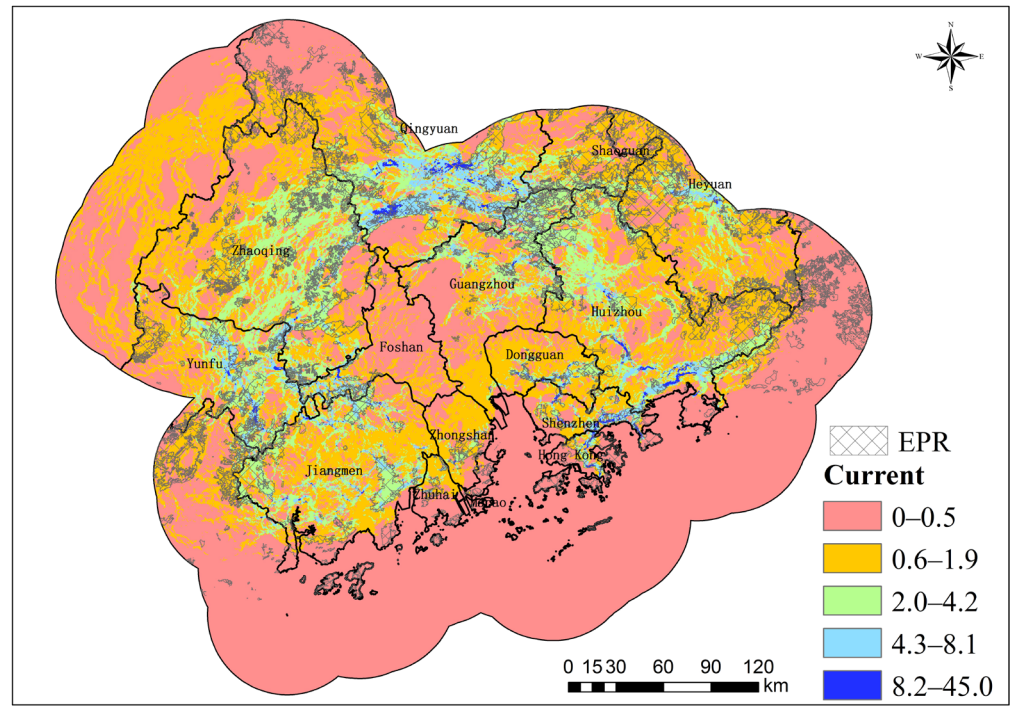 N
W
E
S
Qingyuan
Shaoguan
Heyuan
Zhaoqing
Guangzhou
Huizhou
Foshan
Dongguan
Yunfu
Shenzhen
Zhongshan
Hong Kong
Jiangmen
Zhuhai
EPR
Current
0–0.5
0.6–1.9
2.0–4.2
4.3–8.1
8.2–45.0
0 15 30 60 90 120
km